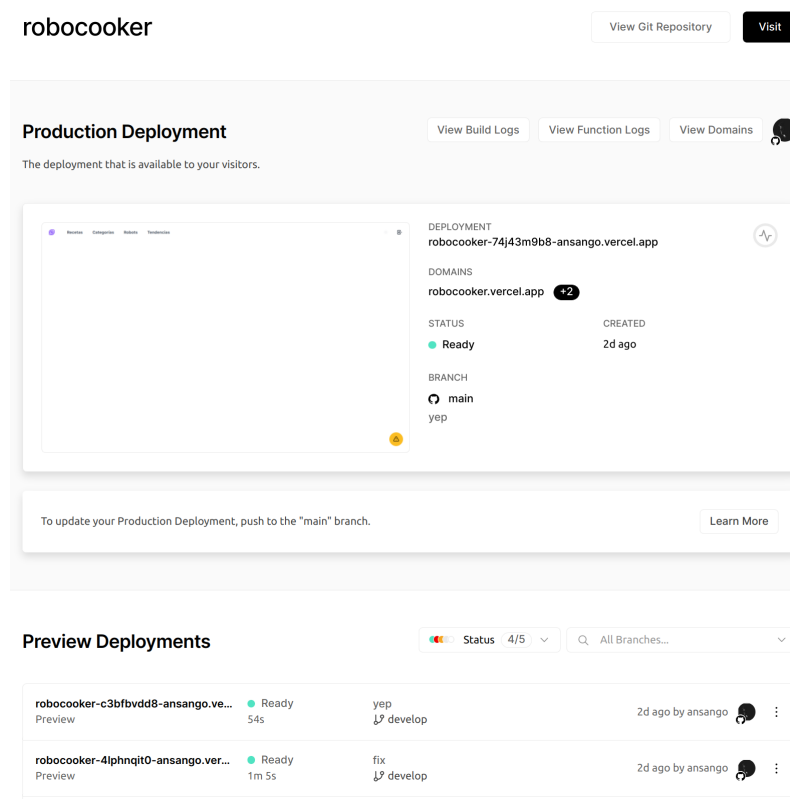 robocooker
View Git Repository
Visit
Production Deployment
View Build Logs
View Function Logs
View Domains
The deployment that is available to your visitors.
Recetas Categorías Robots Tendencias
DEPLOYMENT
robocooker-74j43m9b8-ansango.vercel.app
DOMAINS
robocooker.vercel.app +2
STATUS
Ready
CREATED
2d ago
BRANCH
main
yep
To update your Production Deployment, push to the "main" branch.
Learn More
Preview Deployments
Status 4/5
All Branches...
robocooker-c3bfbvdd8-ansango.ve...
Preview
Ready
54s
yep
develop
2d ago by ansango
robocooker-4lphnqit0-ansango.ver...
Preview
Ready
1m 5s
fix
develop
2d ago by ansango